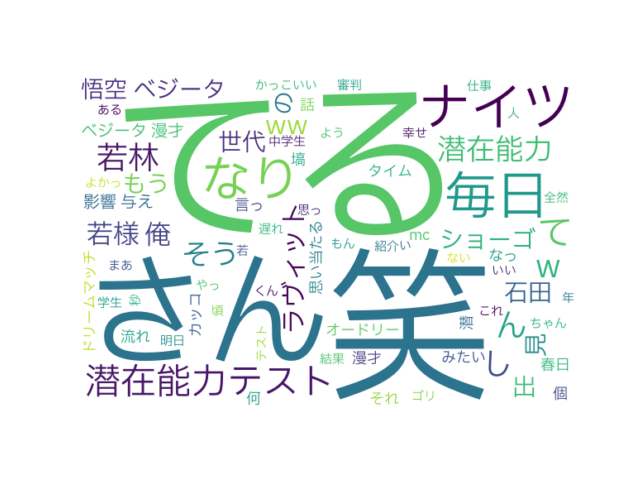 悟空 ベジータ
かっこいい
審判
仕事
ある
の
話
人
ナイツ
ベジータ 漫才
世代
ww
中学生
よう
幸せ
てる
若林
なり
塙
タイム
潜在能力
よかっ
もう
毎日
全然
影響 与え
言っ
思っ
若様 俺
そう
遅れ
ラヴィット
思い当たる
もん
紹介い
mc
ショーゴ
て
まあ
若
なっ
ない
いい
w
ドリームマッチ
さん
笑
くん
学生
秒
やっ
カッコ
頃
石田
年
これ
ちゃん
ん
潜
見
流れ
明日
テスト
オードリー
結果
漫才
みたい
し
春日
潜在能力テスト
何
それ
ゴリ
出
個